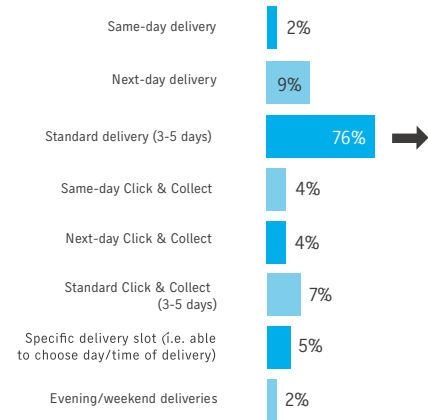 Same-day delivery 2%
Next-day delivery 9%
Standard delivery (3-5 days) 76%
Same-day Click & Collect 4%
Next-day Click & Collect 4%
Standard Click & Collect
(3-5 days) 7%
Specific delivery slot (i.e. able
to choose day/time of delivery) 5%
Evening/weekend deliveries 2%